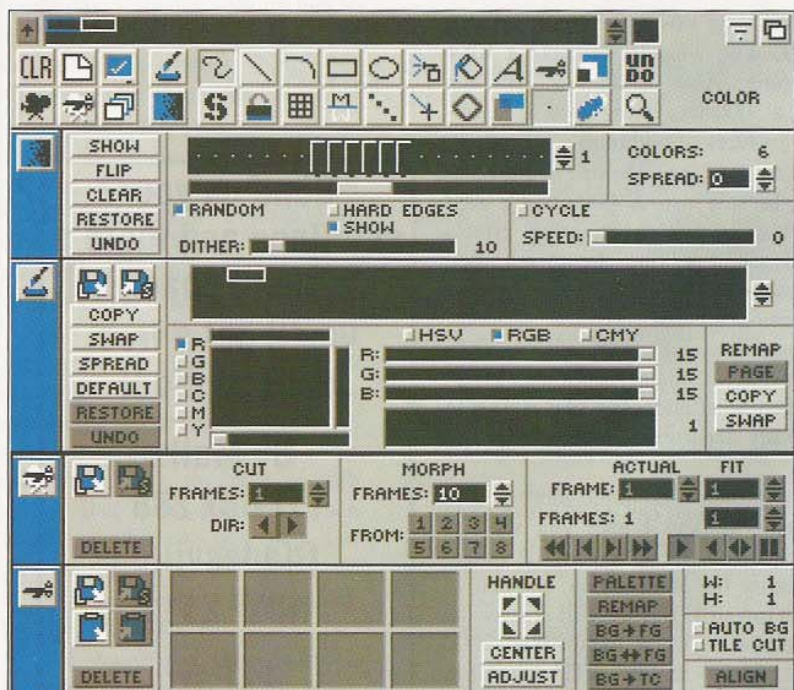 CLR
UN
DO
$
M
COLOR
SHOW
FLIP
CLEAR
RESTORE
UNDO
1
COLORS: 6
SPREAD: 0
RANDOM
HARD EDGES
SHOW
DITHER: 10
CYCLE
SPEED: 0
S
COPY
SWAP
SPREAD
DEFAULT
RESTORE
UNDO
R
G
B
C
M
Y
HSV RGB CMY
R: 15
G: 15
B: 15
1
REMAP
PAGE
COPY
SWAP
S
DELETE
CUT
FRAMES: 1
DIR:
MORPH
FRAMES: 10
FROM: 1 2 3 4
5 6 7 8
ACTUAL FIT
FRAME: 1 1
FRAMES: 1 1
S
DELETE
HANDLE
CENTER
ADJUST
PALETTE
REMAP
BG→FG
BG↔FG
BG→TC
W: 1
H: 1
AUTO BG
TILE CUT
ALIGN